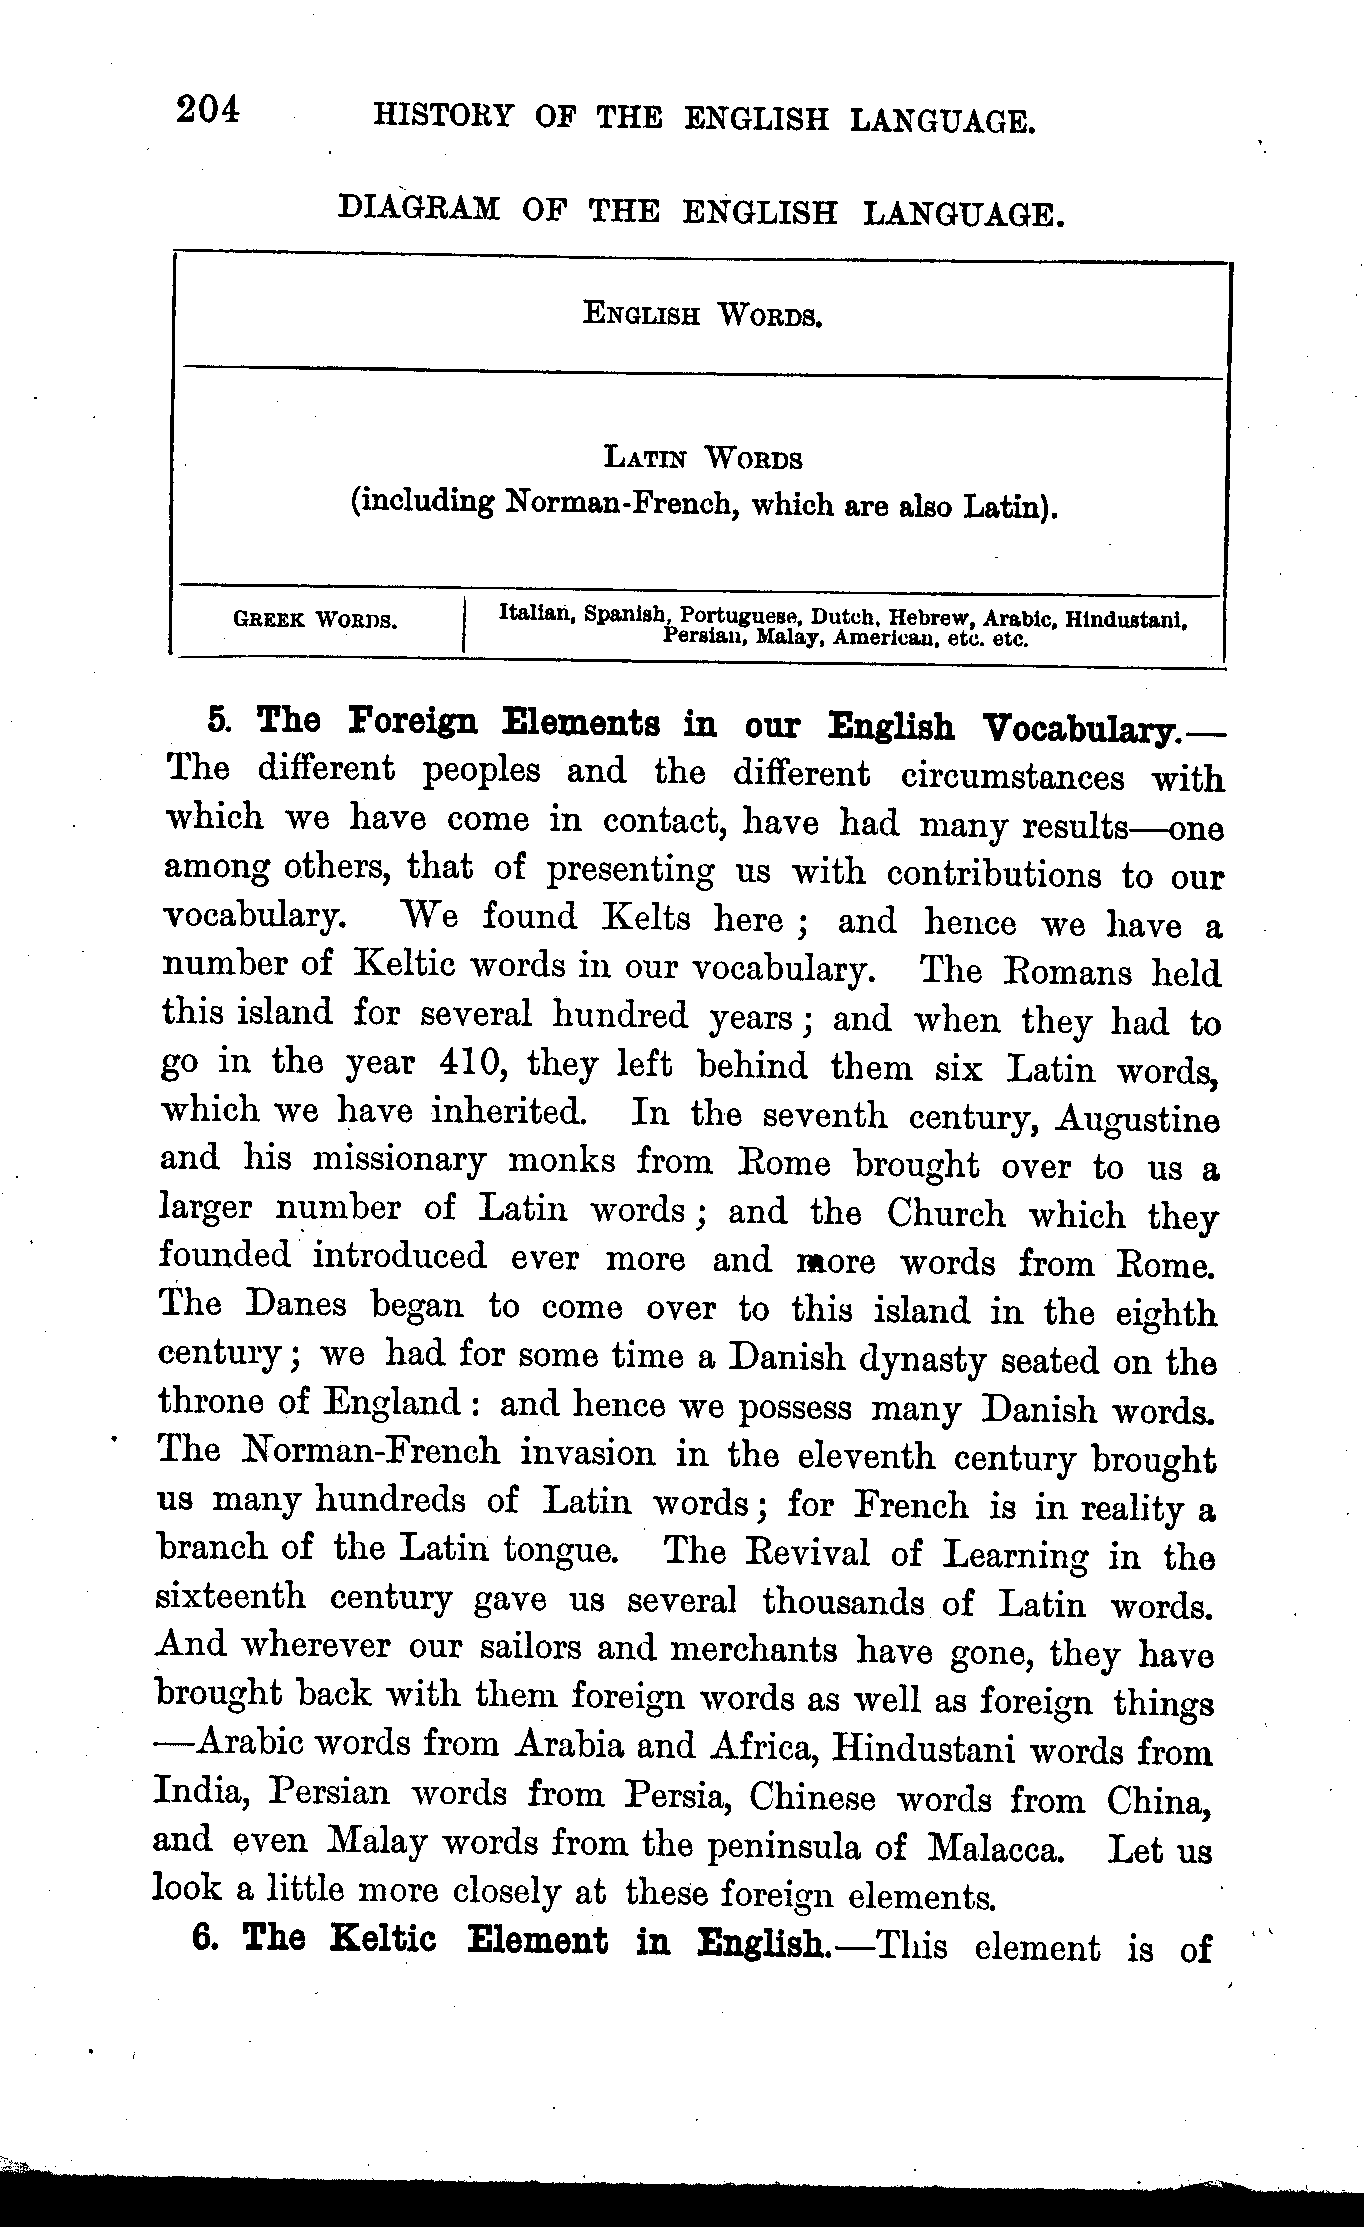 204 HISTORY OF THE ENGLISH LANGUAGE.
DIAGRAM OF THE ENGLISH LANGUAGE.
ENGLISH WORDS.
LATIN WORDS
(including Norman-French, which are also Latin).
GREEK WORDS.
Italian, Spanish, Portuguese, Dutch, Hebrew, Arabic, Hindustani,
Persian, Malay, American, etc. etc.
5. The Foreign Elements in our English Vocabulary.—
The different peoples and the different circumstances with
which we have come in contact, have had many results—one
among others, that of presenting us with contributions to our
vocabulary. We found Kelts here; and hence we have a
number of Keltic words in our vocabulary. The Romans held
this island for several hundred years; and when they had to
go in the year 410, they left behind them six Latin words,
which we have inherited. In the seventh century, Augustine
and his missionary monks from Rome brought over to us a
larger number of Latin words; and the Church which they
founded introduced ever more and more words from Rome.
The Danes began to come over to this island in the eighth
century; we had for some time a Danish dynasty seated on the
throne of England: and hence we possess many Danish words.
The Norman-French invasion in the eleventh century brought
us many hundreds of Latin words; for French is in reality a
branch of the Latin tongue. The Revival of Learning in the
sixteenth century gave us several thousands of Latin words.
And wherever our sailors and merchants have gone, they have
brought back with them foreign words as well as foreign things
—Arabic words from Arabia and Africa, Hindustani words from
India, Persian words from Persia, Chinese words from China,
and even Malay words from the peninsula of Malacca. Let us
look a little more closely at these foreign elements.
6. The Keltic Element in English.—This element is of